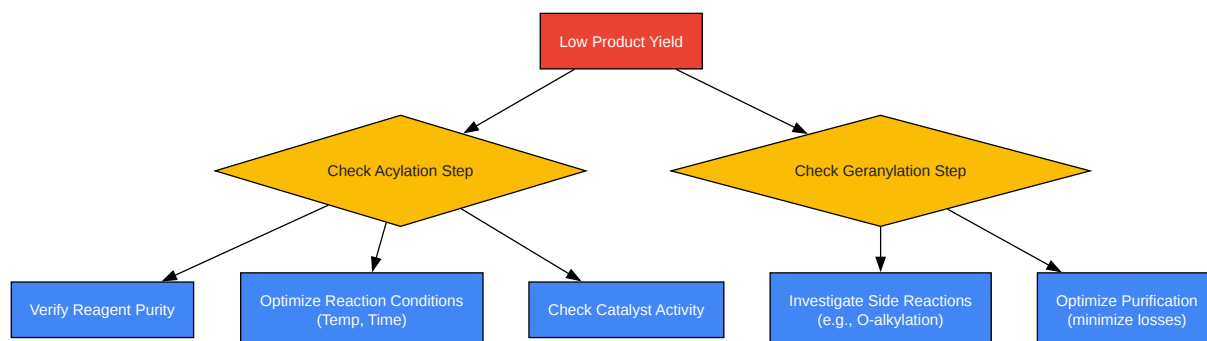 Low Product Yield
Check Acylation Step
Check Geranylation Step
Verify Reagent Purity
Optimize Reaction Conditions
(Temp, Time)
Check Catalyst Activity
Investigate Side Reactions
(e.g., O-alkylation)
Optimize Purification
(minimize losses)